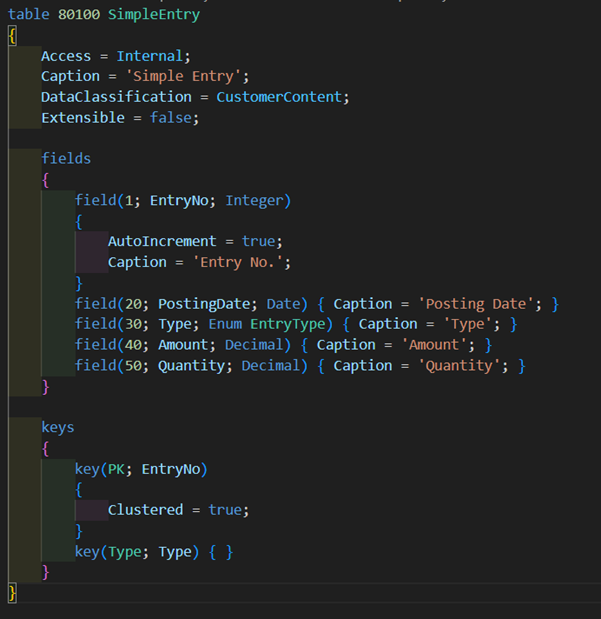 table 80100 SimpleEntry
{
    Access = Internal;
    Caption = 'Simple Entry';
    DataClassification = CustomerContent;
    Extensible = false;

    fields
    {
        field(1; EntryNo; Integer)
        {
            AutoIncrement = true;
            Caption = 'Entry No.';
        }
        field(20; PostingDate; Date) { Caption = 'Posting Date'; }
        field(30; Type; Enum EntryType) { Caption = 'Type'; }
        field(40; Amount; Decimal) { Caption = 'Amount'; }
        field(50; Quantity; Decimal) { Caption = 'Quantity'; }
    }

    keys
    {
        key(PK; EntryNo)
        {
            Clustered = true;
        }
        key(Type; Type) { }
    }
}